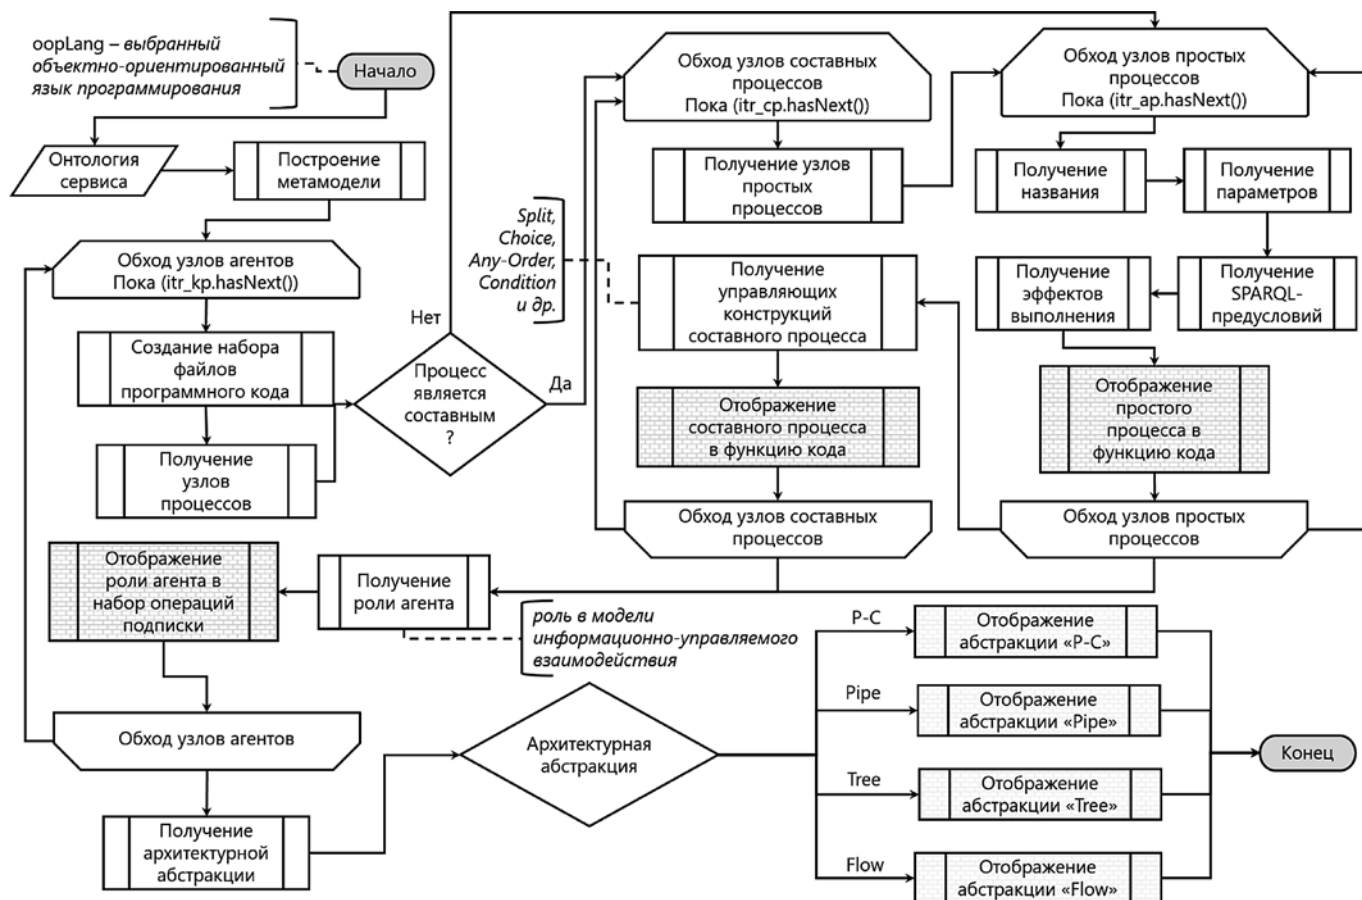 oopLang – выбранный
объектно-ориентированный
язык программирования
Начало
Онтология
сервиса
Построение
метамодели
Обход узлов агентов
Пока (itr_kp.hasNext())
Создание набора
файлов
программного кода
Получение
узлов
процессов
Нет
Процесс
является
составным
?
Да
Обход узлов составных
процессов
Пока (itr_cp.hasNext())
Получение узлов
простых
процессов
Split,
Choice,
Any-Order,
Condition
и др.
Получение
управляющих
конструкций
составного процесса
Отображение
составного процесса
в функцию кода
Обход узлов составных
процессов
Обход узлов простых
процессов
Пока (itr_ap.hasNext())
Получение
названия
Получение
параметров
Получение
SPARQL-
предусловий
Получение
эффектов
выполнения
Отображение
простого
процесса в
функцию кода
Обход узлов простых
процессов
Отображение
роли агента в
набор операций
подписки
Получение
роли агента
роль в модели
информационно-управляемого
взаимодействия
Обход узлов агентов
Получение
архитектурной
абстракции
Архитектурная
абстракция
P-C
Отображение
абстракции «P-C»
Pipe
Отображение
абстракции «Pipe»
Tree
Отображение
абстракции «Tree»
Flow
Отображение
абстракции «Flow»
Конец